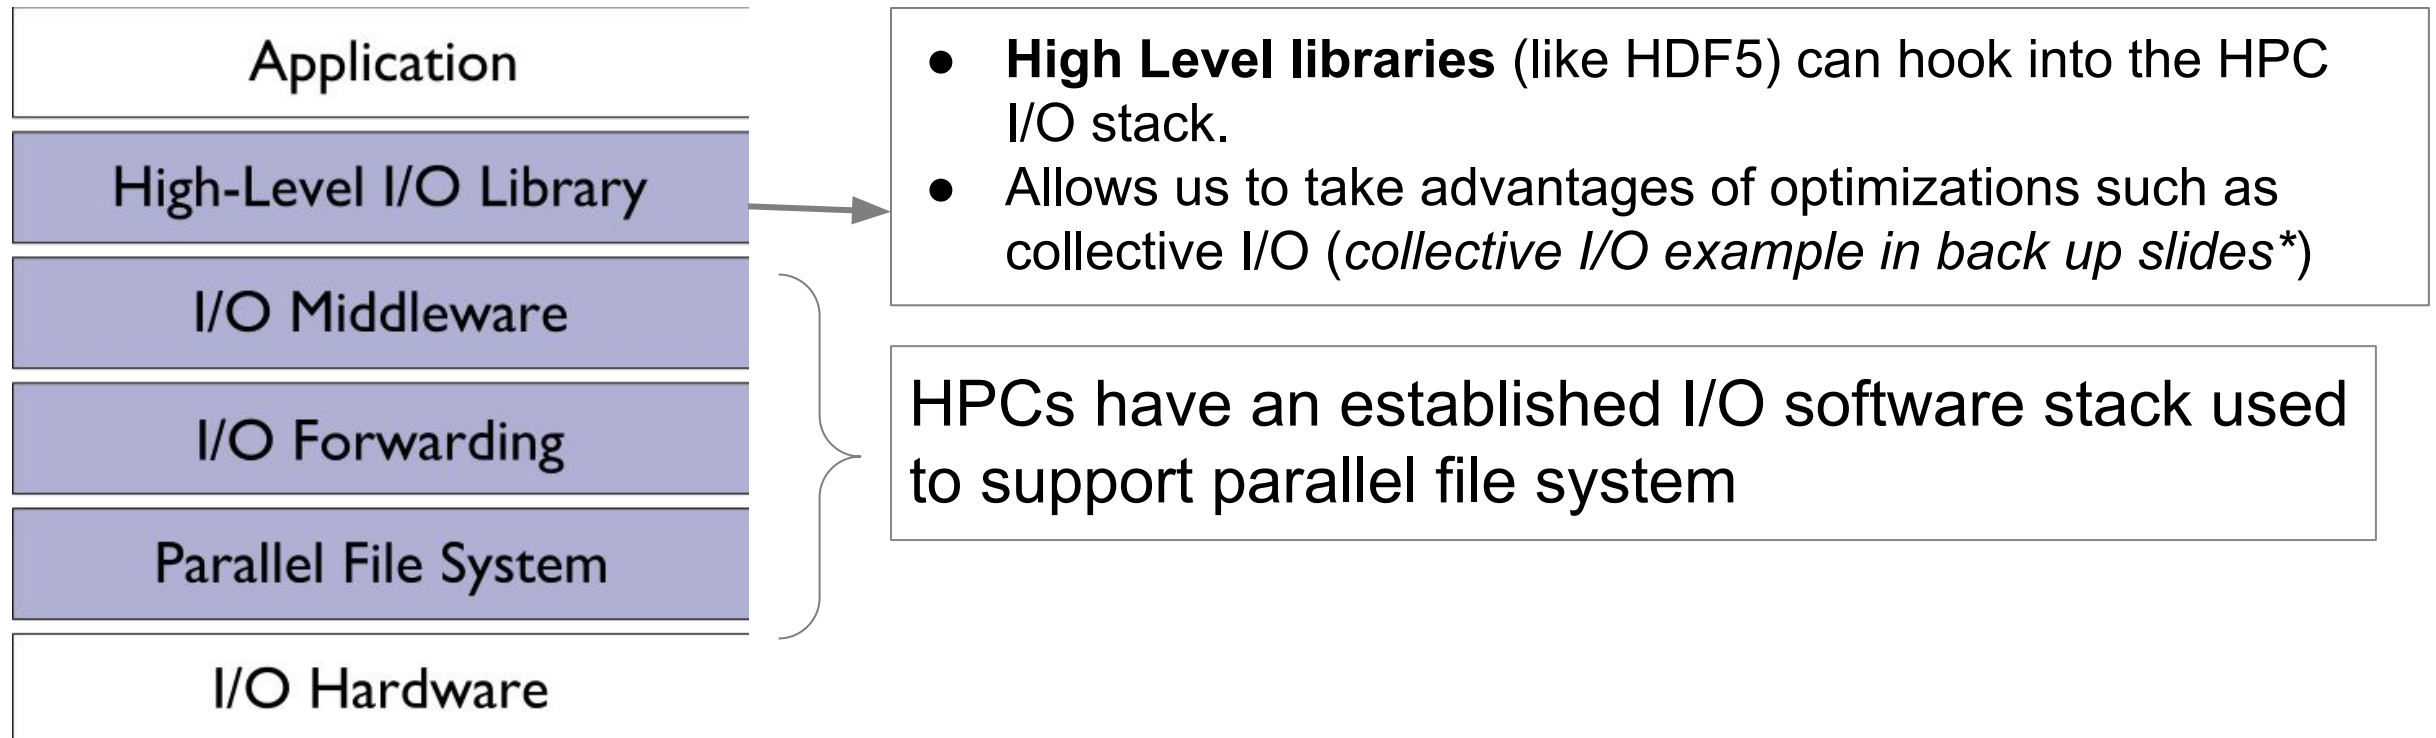 Application
High-Level I/O Library
I/O Middleware
I/O Forwarding
Parallel File System
I/O Hardware
● High Level libraries (like HDF5) can hook into the HPC
I/O stack.
● Allows us to take advantages of optimizations such as
collective I/O (collective I/O example in back up slides*)
HPCs have an established I/O software stack used
to support parallel file system